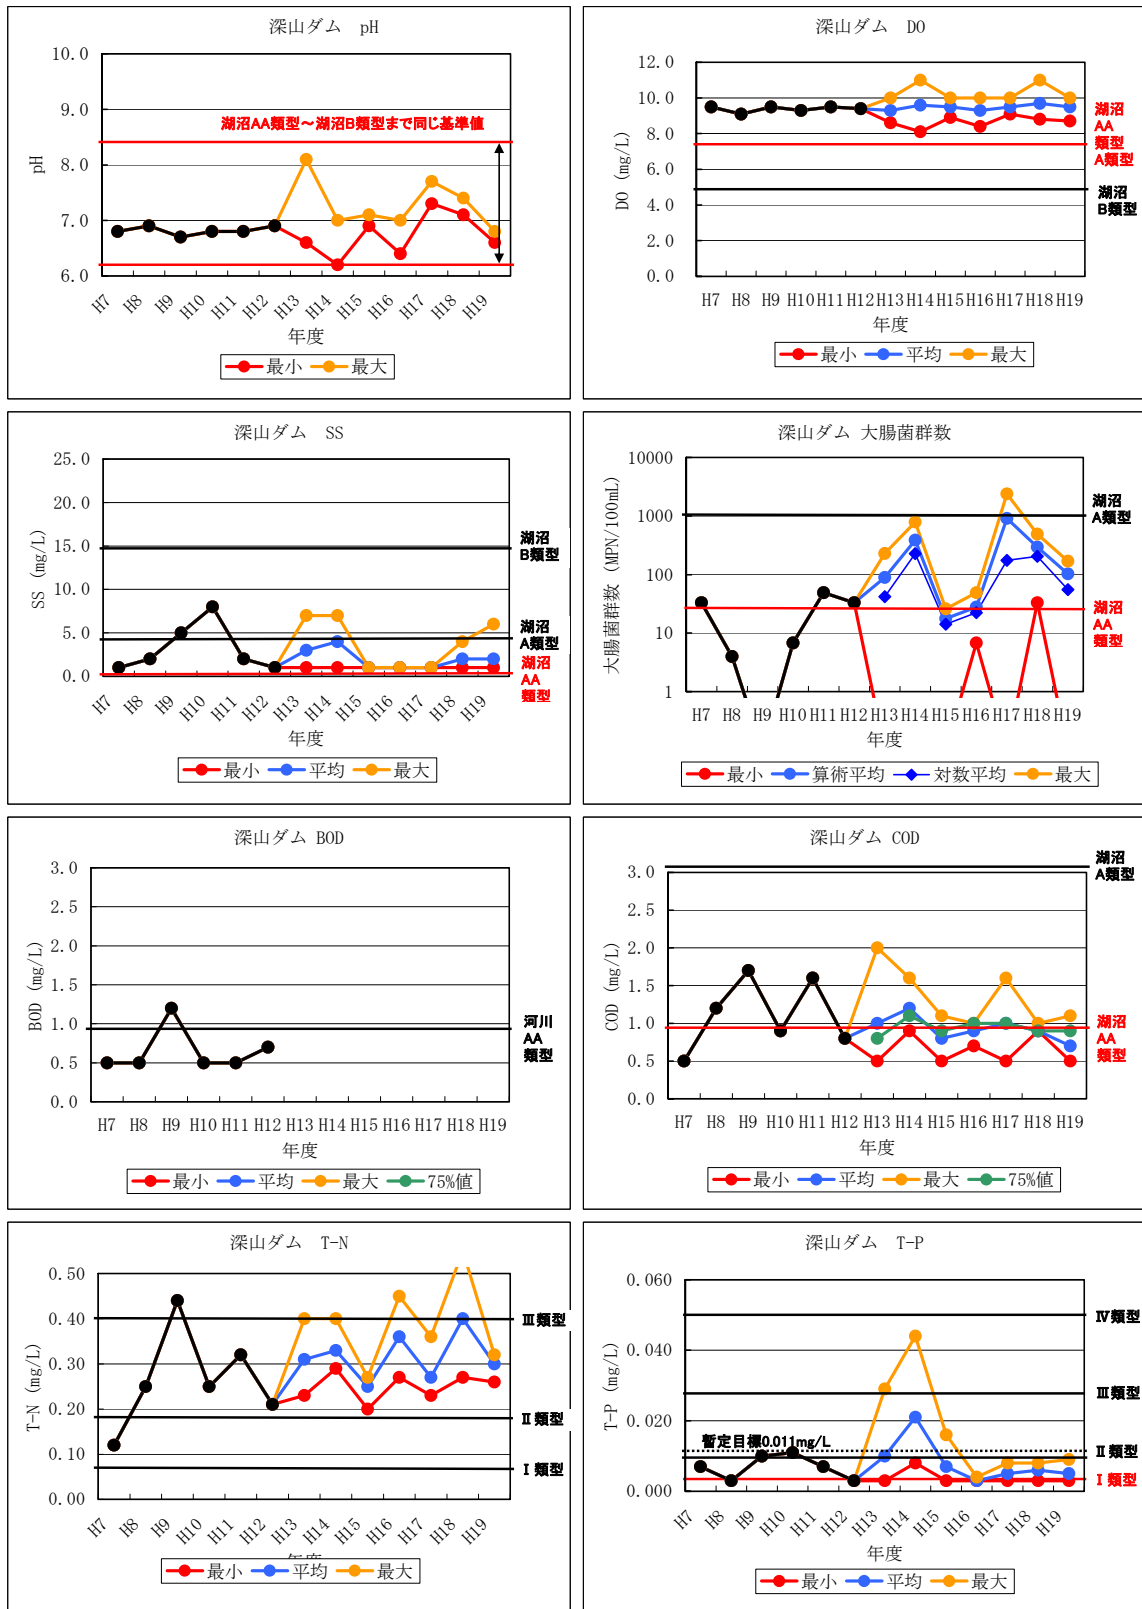 深山ダム pH
10.0
9.0
8.0
7.0
6.0
pH
湖沼AA類型～湖沼B類型まで同じ基準値
H7 H8 H9 H10 H11 H12 H13 H14 H15 H16 H17 H18 H19
年度
最小 最大
深山ダム DO
12.0
10.0
8.0
6.0
4.0
2.0
0.0
DO (mg/L)
湖沼
AA
類型
A類型
湖沼
B類型
H7 H8 H9 H10 H11 H12 H13 H14 H15 H16 H17 H18 H19
年度
最小 平均 最大
深山ダム SS
25.0
20.0
15.0
10.0
5.0
0.0
SS (mg/L)
湖沼
B類型
湖沼
A類型
湖沼
AA
類型
H7 H8 H9 H10 H11 H12 H13 H14 H15 H16 H17 H18 H19
年度
最小 平均 最大
深山ダム 大腸菌群数
10000
1000
100
10
1
大腸菌群数 (MPN/100mL)
湖沼
A類型
湖沼
AA
類型
H7 H8 H9 H10 H11 H12 H13 H14 H15 H16 H17 H18 H19
年度
最小 算術平均 対数平均 最大
深山ダム BOD
3.0
2.5
2.0
1.5
1.0
0.5
0.0
BOD (mg/L)
河川
AA
類型
H7 H8 H9 H10 H11 H12 H13 H14 H15 H16 H17 H18 H19
年度
最小 平均 最大 75%値
深山ダム COD
3.0
2.5
2.0
1.5
1.0
0.5
0.0
COD (mg/L)
湖沼
A類型
湖沼
AA
類型
H7 H8 H9 H10 H11 H12 H13 H14 H15 H16 H17 H18 H19
年度
最小 平均 最大 75%値
深山ダム T-N
0.50
0.40
0.30
0.20
0.10
0.00
T-N (mg/L)
Ⅲ類型
Ⅱ類型
Ⅰ類型
H7 H8 H9 H10 H11 H12 H13 H14 H15 H16 H17 H18 H19
年度
最小 平均 最大
深山ダム T-P
0.060
0.040
0.020
0.000
T-P (mg/L)
Ⅳ類型
Ⅲ類型
暫定目標0.011mg/L
Ⅱ類型
Ⅰ類型
H7 H8 H9 H10 H11 H12 H13 H14 H15 H16 H17 H18 H19
年度
最小 平均 最大